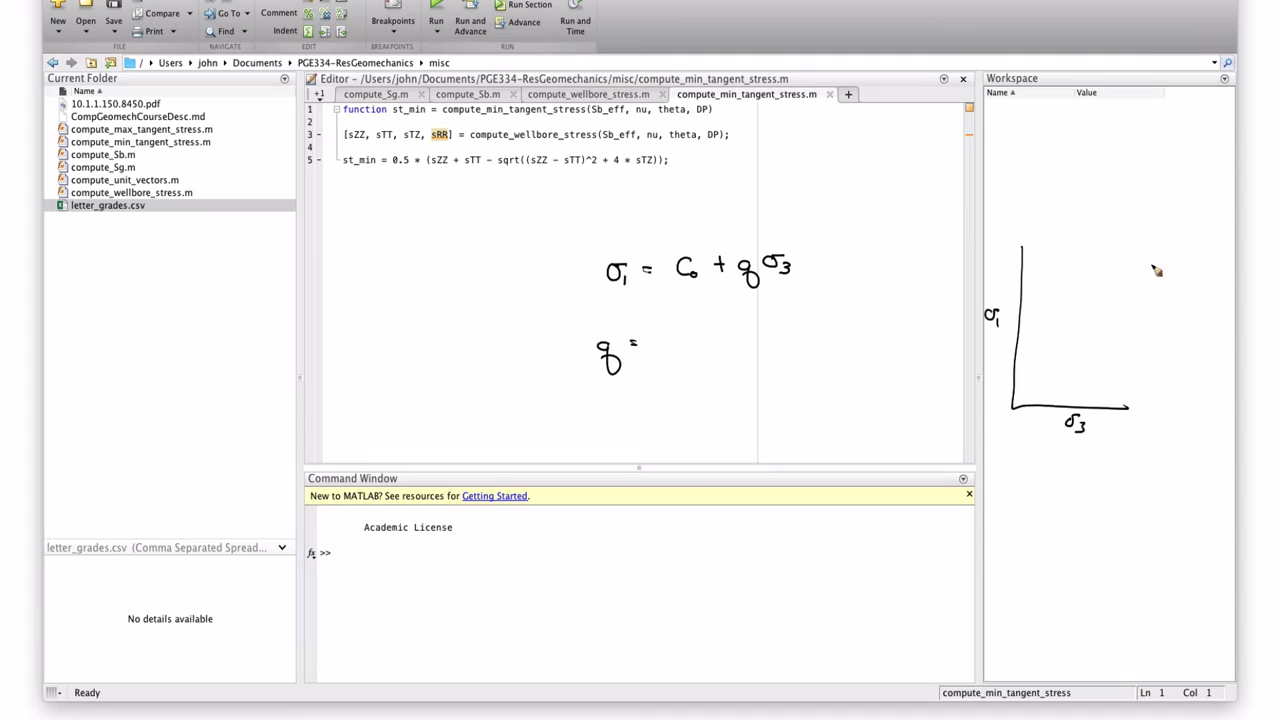 New Open Save Compare Print Go To Find Comment Indent Breakpoints Run Run and Advance Run Section Advance Run and Time
FILE NAVIGATE EDIT BREAKPOINTS RUN
/ Users john Documents PGE334-ResGeomechanics misc
Current Folder
Name
10.1.1.150.8450.pdf
CompGeomechCourseDesc.md
compute_max_tangent_stress.m
compute_min_tangent_stress.m
compute_Sb.m
compute_Sg.m
compute_unit_vectors.m
compute_wellbore_stress.m
letter_grades.csv
letter_grades.csv (Comma Separated Spread...
No details available
Editor - /Users/john/Documents/PGE334-ResGeomechanics/misc/compute_min_tangent_stress.m
+1 compute_Sg.m compute_Sb.m compute_wellbore_stress.m compute_min_tangent_stress.m
1 function st_min = compute_min_tangent_stress(Sb_eff, nu, theta, DP)
2
3 [sZZ, sTT, sTZ, sRR] = compute_wellbore_stress(Sb_eff, nu, theta, DP);
4
5 st_min = 0.5 * (sZZ + sTT - sqrt((sZZ - sTT)^2 + 4 * sTZ));
σ₁ = C₀ + q σ₃
q =
Command Window
New to MATLAB? See resources for Getting Started.
Academic License
fx >>
Workspace
Name Value
σ₁
σ₃
Ready
compute_min_tangent_stress Ln 1 Col 1